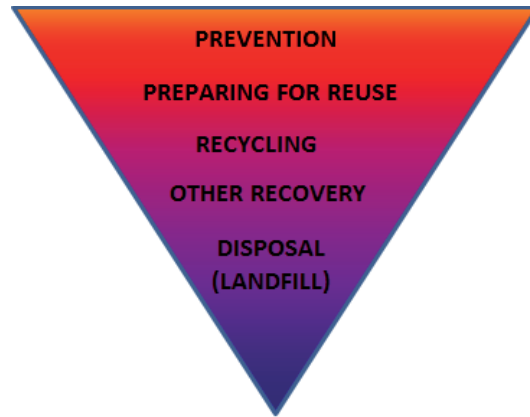 PREVENTION
PREPARING FOR REUSE
RECYCLING
OTHER RECOVERY
DISPOSAL
(LANDFILL)